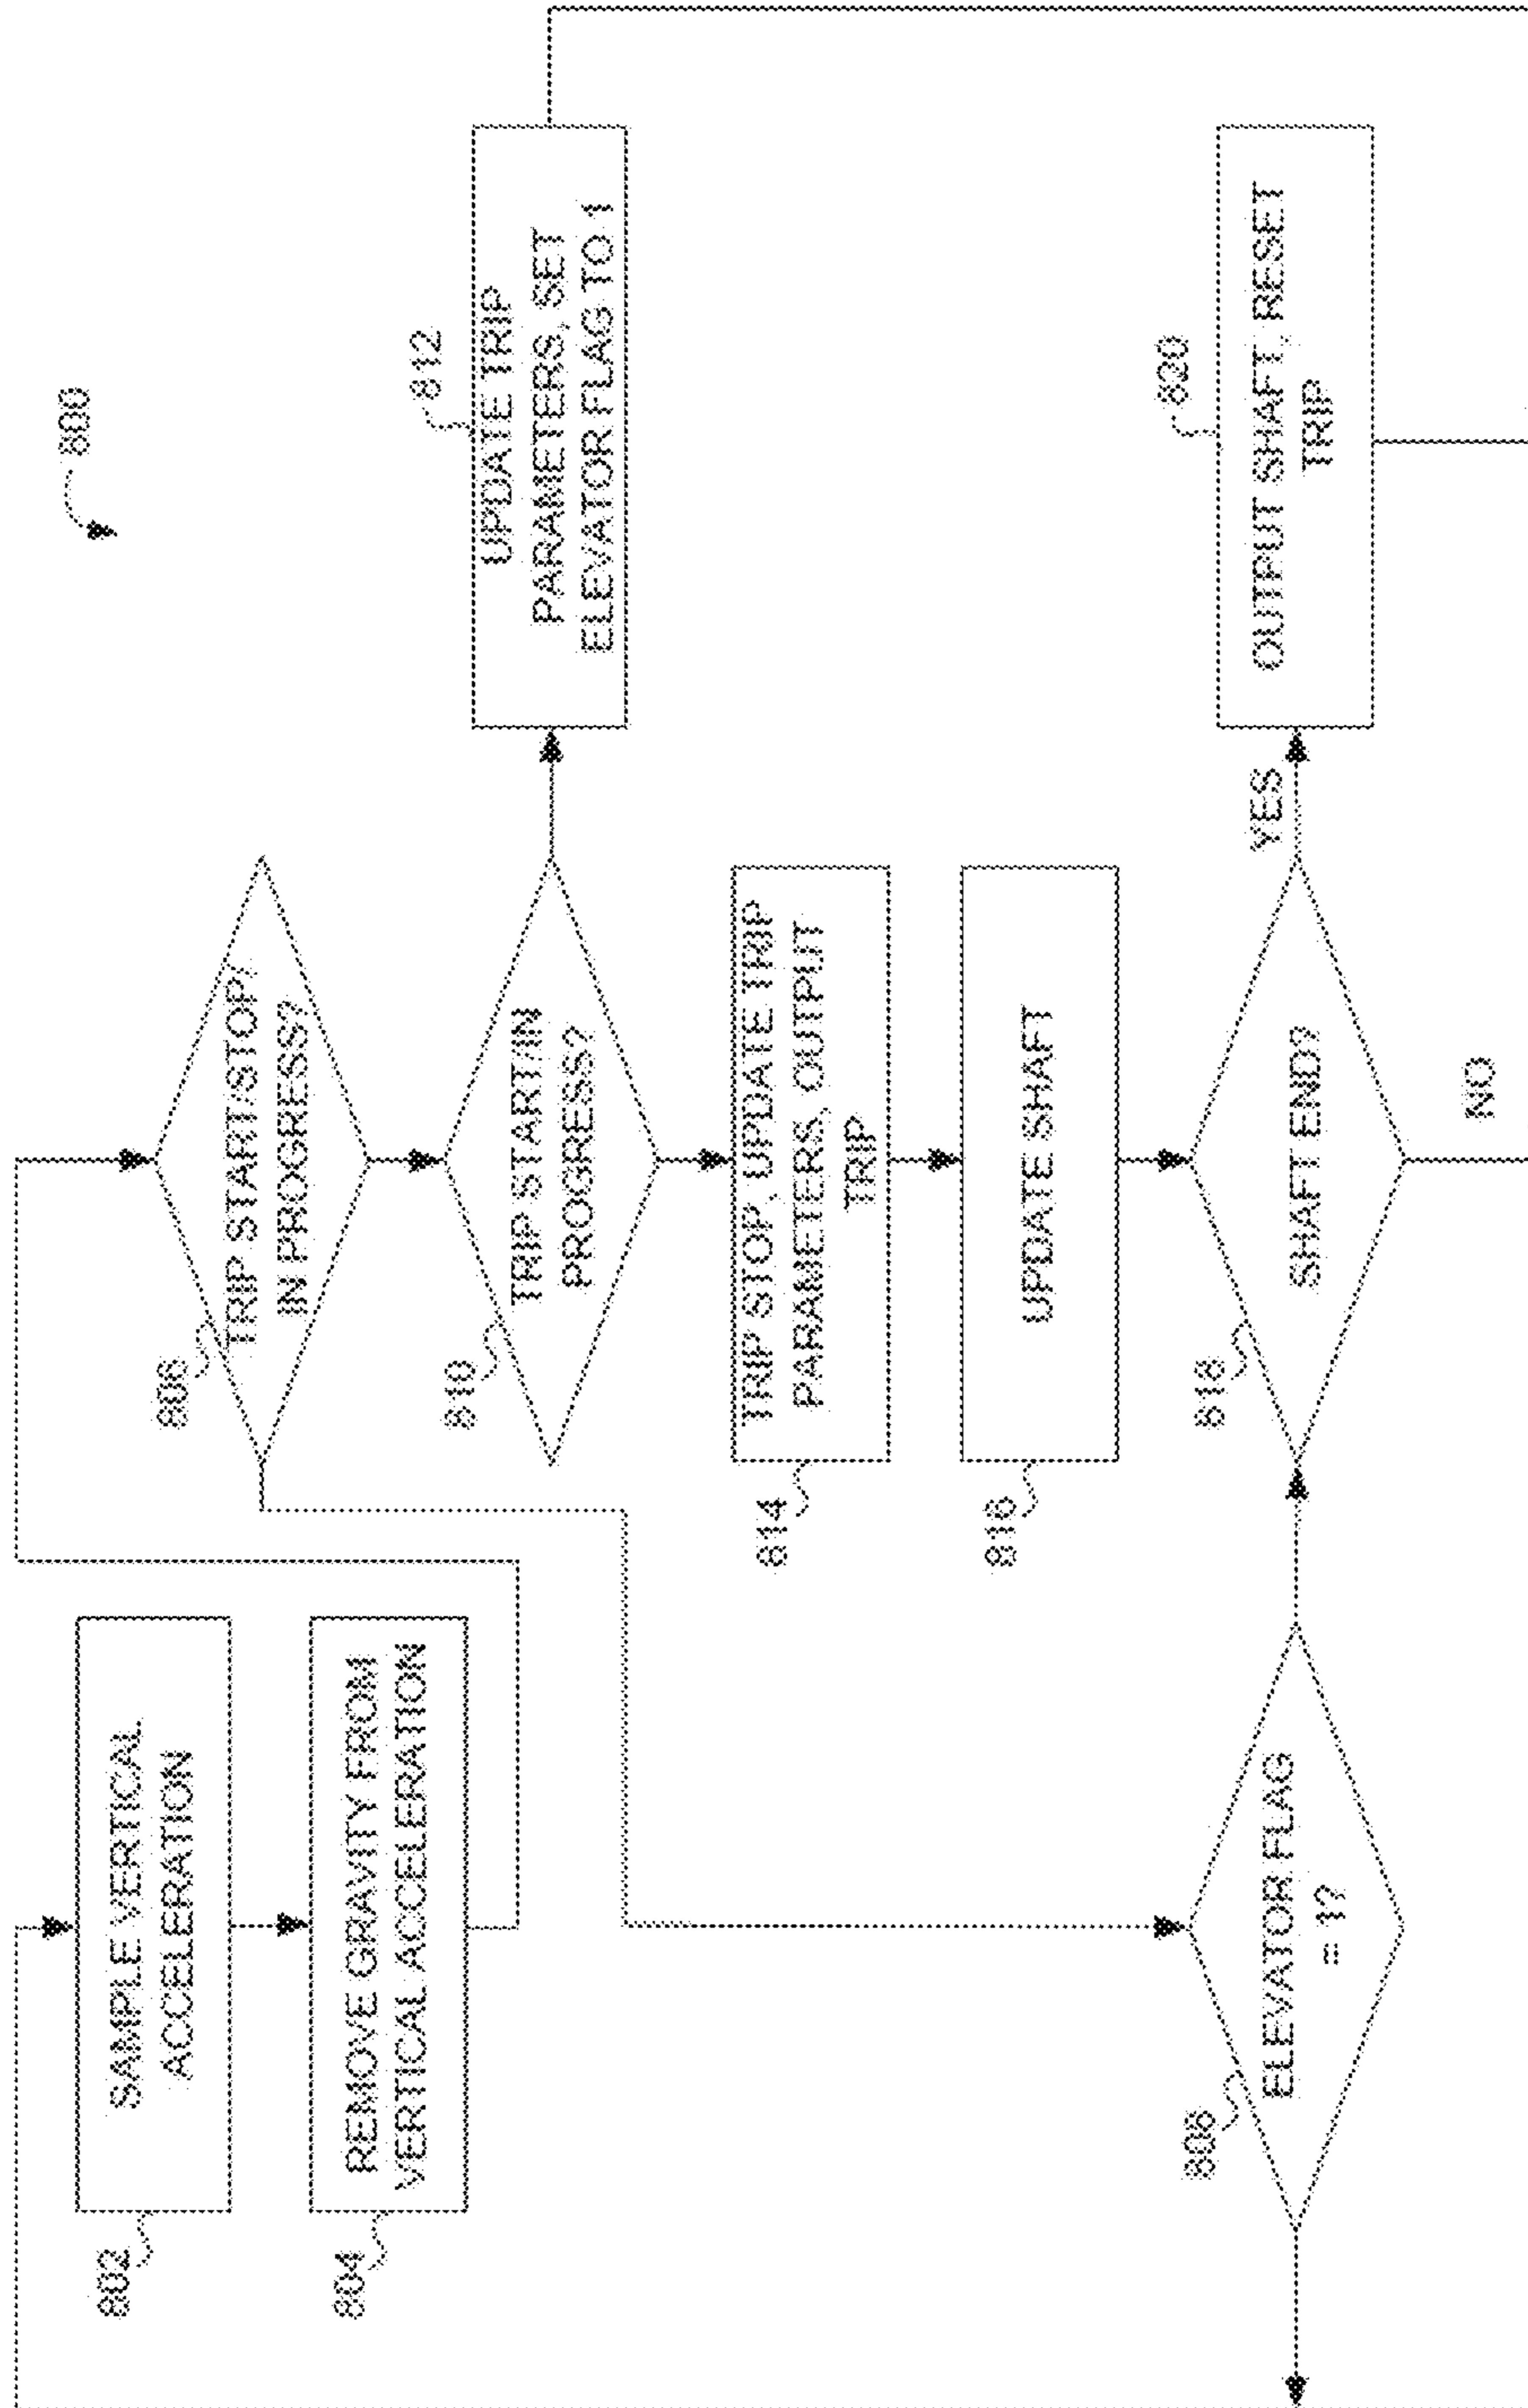 800
802
SAMPLE VERTICAL
ACCELERATION
804
REMOVE GRAVITY FROM
VERTICAL ACCELERATION
806
TRIP START/STOP/
IN PROGRESS?
810
TRIP START/IN
PROGRESS?
812
UPDATE TRIP
PARAMETERS, SET
ELEVATOR FLAG TO 1
814
TRIP STOP, UPDATE TRIP
PARAMETERS, OUTPUT
TRIP
816
UPDATE SHAFT
808
ELEVATOR FLAG
= 1?
818
SHAFT END?
YES
NO
820
OUTPUT SHAFT, RESET
TRIP